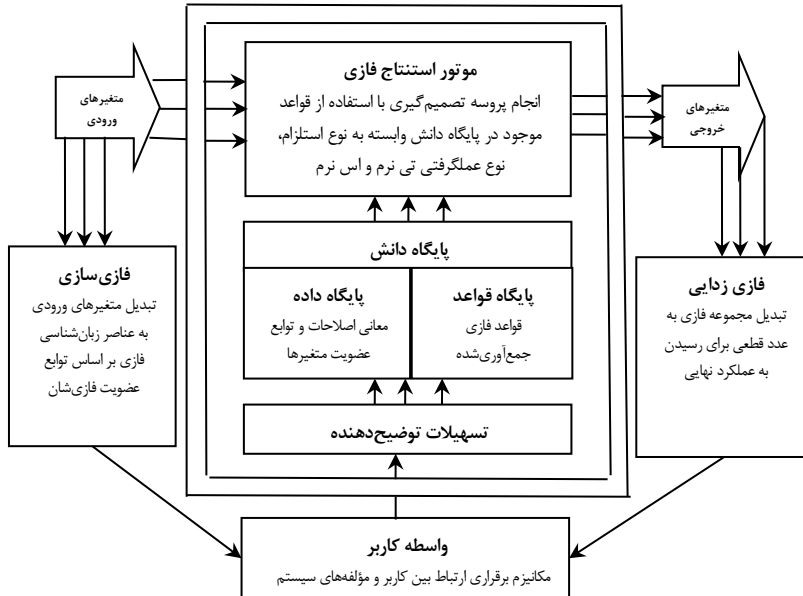 موتور استنتاج فازی
انجام پروسه تصمیم‌گیری با استفاده از قواعد
موجود در پایگاه دانش وابسته به نوع استلزام،
نوع عملگرفتی تی نرم و اس نرم
متغیرهای
ورودی
متغیرهای
خروجی
پایگاه دانش
پایگاه قواعد
قواعد فازی
جمع‌آوری‌شده
پایگاه داده
معانی اصلاحات و توابع
عضویت متغیرها
تسهیلات توضیح‌دهنده
فازی‌سازی
تبدیل متغیرهای ورودی
به عناصر زبان‌شناسی
فازی بر اساس توابع
عضویت فازی‌شان
فازی زدایی
تبدیل مجموعه فازی به
عدد قطعی برای رسیدن
به عملکرد نهایی
واسطه کاربر
مکانیزم برقراری ارتباط بین کاربر و مؤلفه‌های سیستم